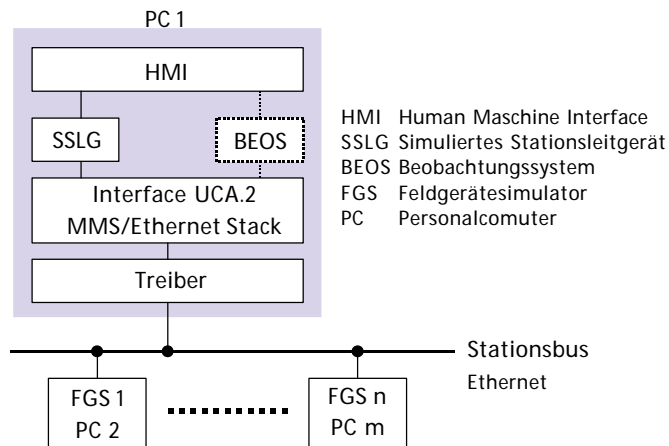 PC 1
HMI
SSLG
BEOS
Interface UCA.2
MMS/Ethernet Stack
Treiber
HMI Human Maschine Interface
SSLG Simuliertes Stationsleitgerät
BEOS Beobachtungssystem
FGS Feldgerätesimulator
PC Personalcomuter
Stationsbus
Ethernet
FGS 1
PC 2
FGS n
PC m